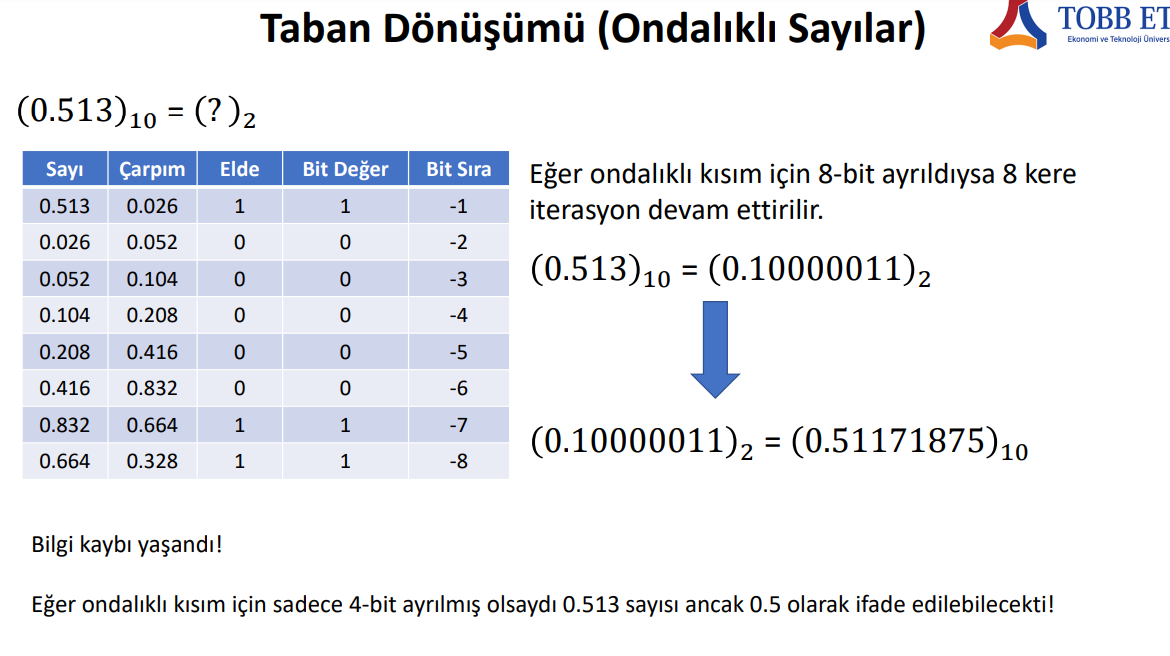 Taban Dönüşümü (Ondalıklı Sayılar)
TOBB ET
Ekonomi ve Teknoloji Ünivers
(0.513)₁₀ = (? )₂
Sayı Çarpım Elde Bit Değer Bit Sıra
0.513 0.026 1 1 -1
0.026 0.052 0 0 -2
0.052 0.104 0 0 -3
0.104 0.208 0 0 -4
0.208 0.416 0 0 -5
0.416 0.832 0 0 -6
0.832 0.664 1 1 -7
0.664 0.328 1 1 -8
Eğer ondalıklı kısım için 8-bit ayrıldıysa 8 kere
iterasyon devam ettirilir.
(0.513)₁₀ = (0.10000011)₂
(0.10000011)₂ = (0.51171875)₁₀
Bilgi kaybı yaşandı!
Eğer ondalıklı kısım için sadece 4-bit ayrılmış olsaydı 0.513 sayısı ancak 0.5 olarak ifade edilebilecekti!